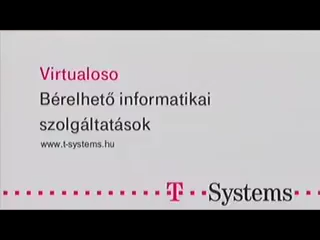 Virtualoso
Bérelhető informatikai
szolgáltatások
www.t-systems.hu
T Systems